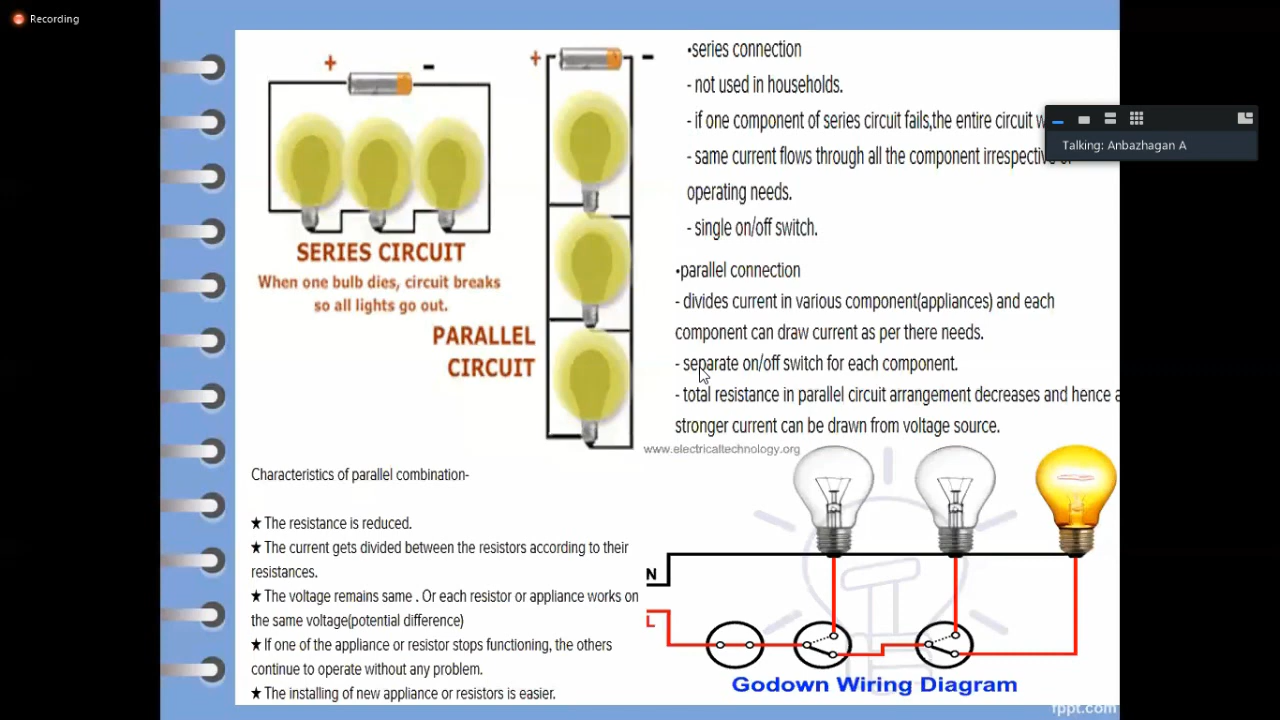 Recording
+
-
SERIES CIRCUIT
When one bulb dies, circuit breaks
so all lights go out.
+
-
PARALLEL
CIRCUIT
•series connection
- not used in households.
- if one component of series circuit fails,the entire circuit
- same current flows through all the component irrespective
operating needs.
- single on/off switch.
Talking: Anbazhagan A
•parallel connection
- divides current in various component(appliances) and each
component can draw current as per there needs.
- separate on/off switch for each component.
- total resistance in parallel circuit arrangement decreases and hence a
stronger current can be drawn from voltage source.
www.electricaltechnology.org
Characteristics of parallel combination-
★ The resistance is reduced.
★ The current gets divided between the resistors according to their
resistances.
★ The voltage remains same . Or each resistor or appliance works on
the same voltage(potential difference)
★ If one of the appliance or resistor stops functioning, the others
continue to operate without any problem.
★ The installing of new appliance or resistors is easier.
N
L
Godown Wiring Diagram
fppt.com